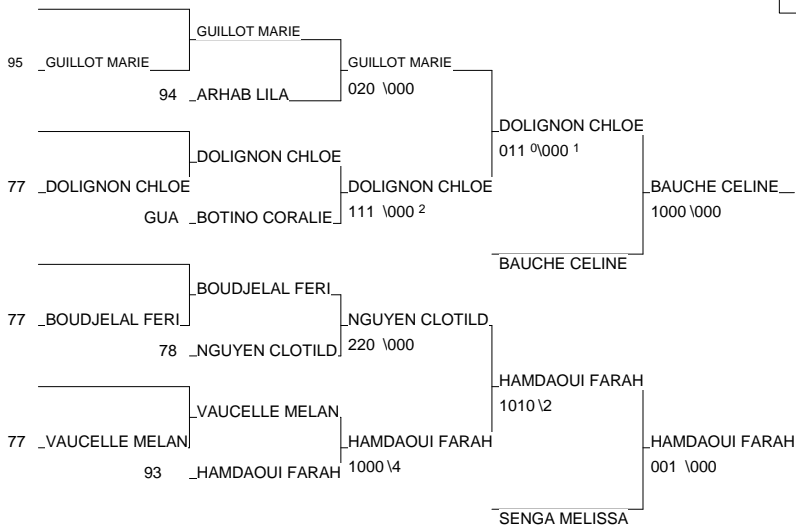 GUILLOT MARIE
95 GUILLOT MARIE GUILLOT MARIE
94 ARHAB LILA 020 \000
DOLIGNON CHLOE
011 0\000 1
DOLIGNON CHLOE
77 DOLIGNON CHLOE DOLIGNON CHLOE BAUCHE CELINE
GUA BOTINO CORALIE 111 \000 2 1000 \000
BAUCHE CELINE
BOUDJELAL FERI
77 BOUDJELAL FERI NGUYEN CLOTILD
78 NGUYEN CLOTILD 220 \000
HAMDAOUI FARAH
1010 \2
VAUCELLE MELAN
77 VAUCELLE MELAN HAMDAOUI FARAH HAMDAOUI FARAH
93 HAMDAOUI FARAH 1000 \4 001 \000
SENGA MELISSA